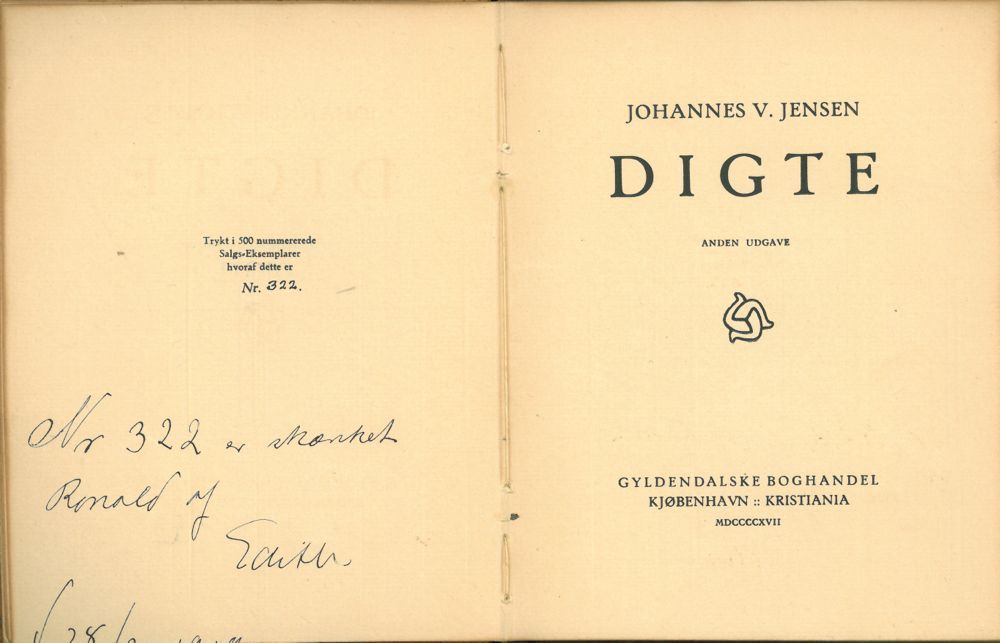 Trykt i 500 nummererede
Salgs-Eksemplarer
hvoraf dette er
Nr. 322.
Nr 322 er skænket
Ronald af
Edith.
JOHANNES V. JENSEN
DIGTE
ANDEN UDGAVE
GYLDENDALSKE BOGHANDEL
KJØBENHAVN :: KRISTIANIA
MDCCCCXVII